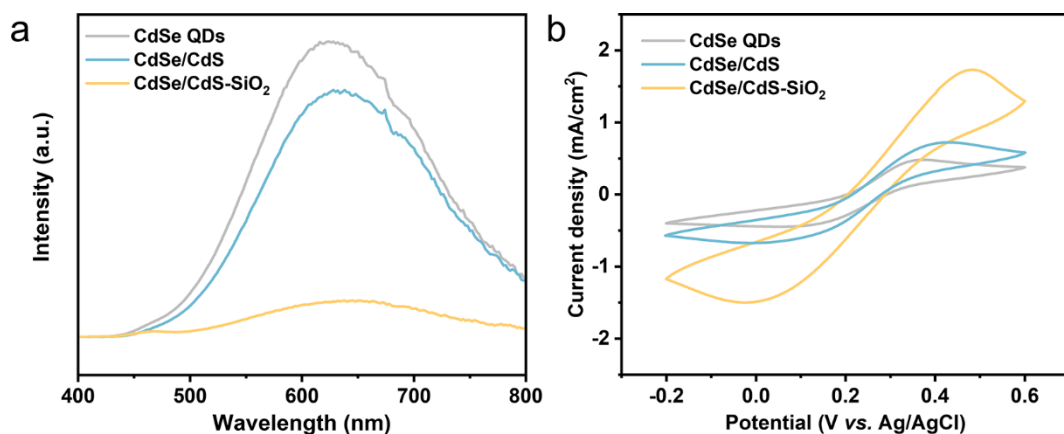 a
CdSe QDs
CdSe/CdS
CdSe/CdS-SiO₂
Intensity (a.u.)
400
500
600
700
800
Wavelength (nm)
b
CdSe QDs
CdSe/CdS
CdSe/CdS-SiO₂
Current density (mA/cm²)
2
1
0
-1
-2
-0.2
0.0
0.2
0.4
0.6
Potential (V vs. Ag/AgCl)